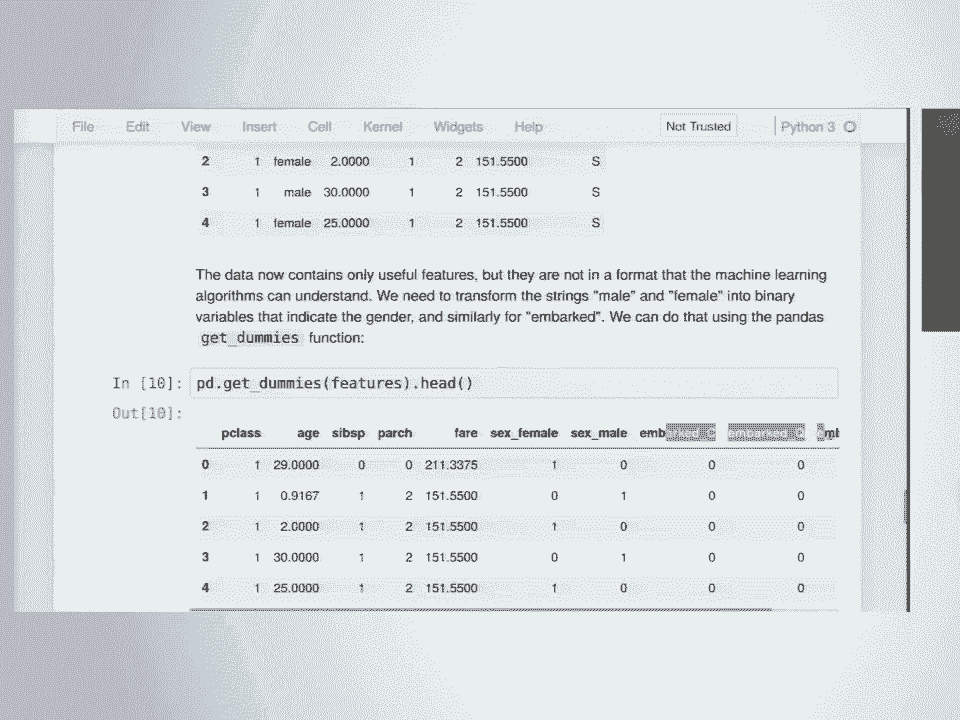 File Edit View Insert Cell Kernel Widgets Help Not Trusted Python 3
2 1 female 2.0000 1 2 151.5500 S
3 1 male 30.0000 1 2 151.5500 S
4 1 female 25.0000 1 2 151.5500 S
The data now contains only useful features, but they are not in a format that the machine learning
algorithms can understand. We need to transform the strings "male" and "female" into binary
variables that indicate the gender, and similarly for "embarked". We can do that using the pandas
get_dummies function:
In [10]: pd.get_dummies(features).head()
Out[10]:
pclass age sibsp parch fare sex_female sex_male embarked_C embarked_Q emb
0 1 29.0000 0 0 211.3375 1 0 0 0
1 1 0.9167 1 2 151.5500 0 1 0 0
2 1 2.0000 1 2 151.5500 1 0 0 0
3 1 30.0000 1 2 151.5500 0 1 0 0
4 1 25.0000 1 2 151.5500 1 0 0 0